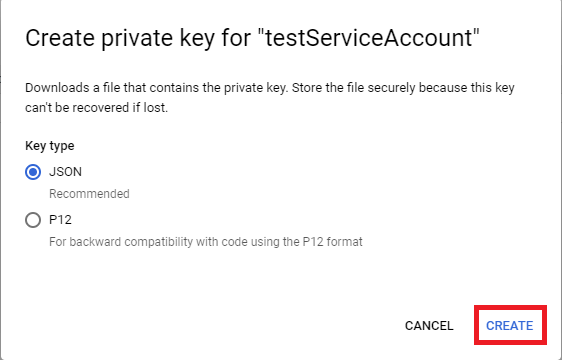 Create private key for "testServiceAccount"
Downloads a file that contains the private key. Store the file securely because this key
can't be recovered if lost.
Key type
JSON
Recommended
P12
For backward compatibility with code using the P12 format
CANCEL CREATE